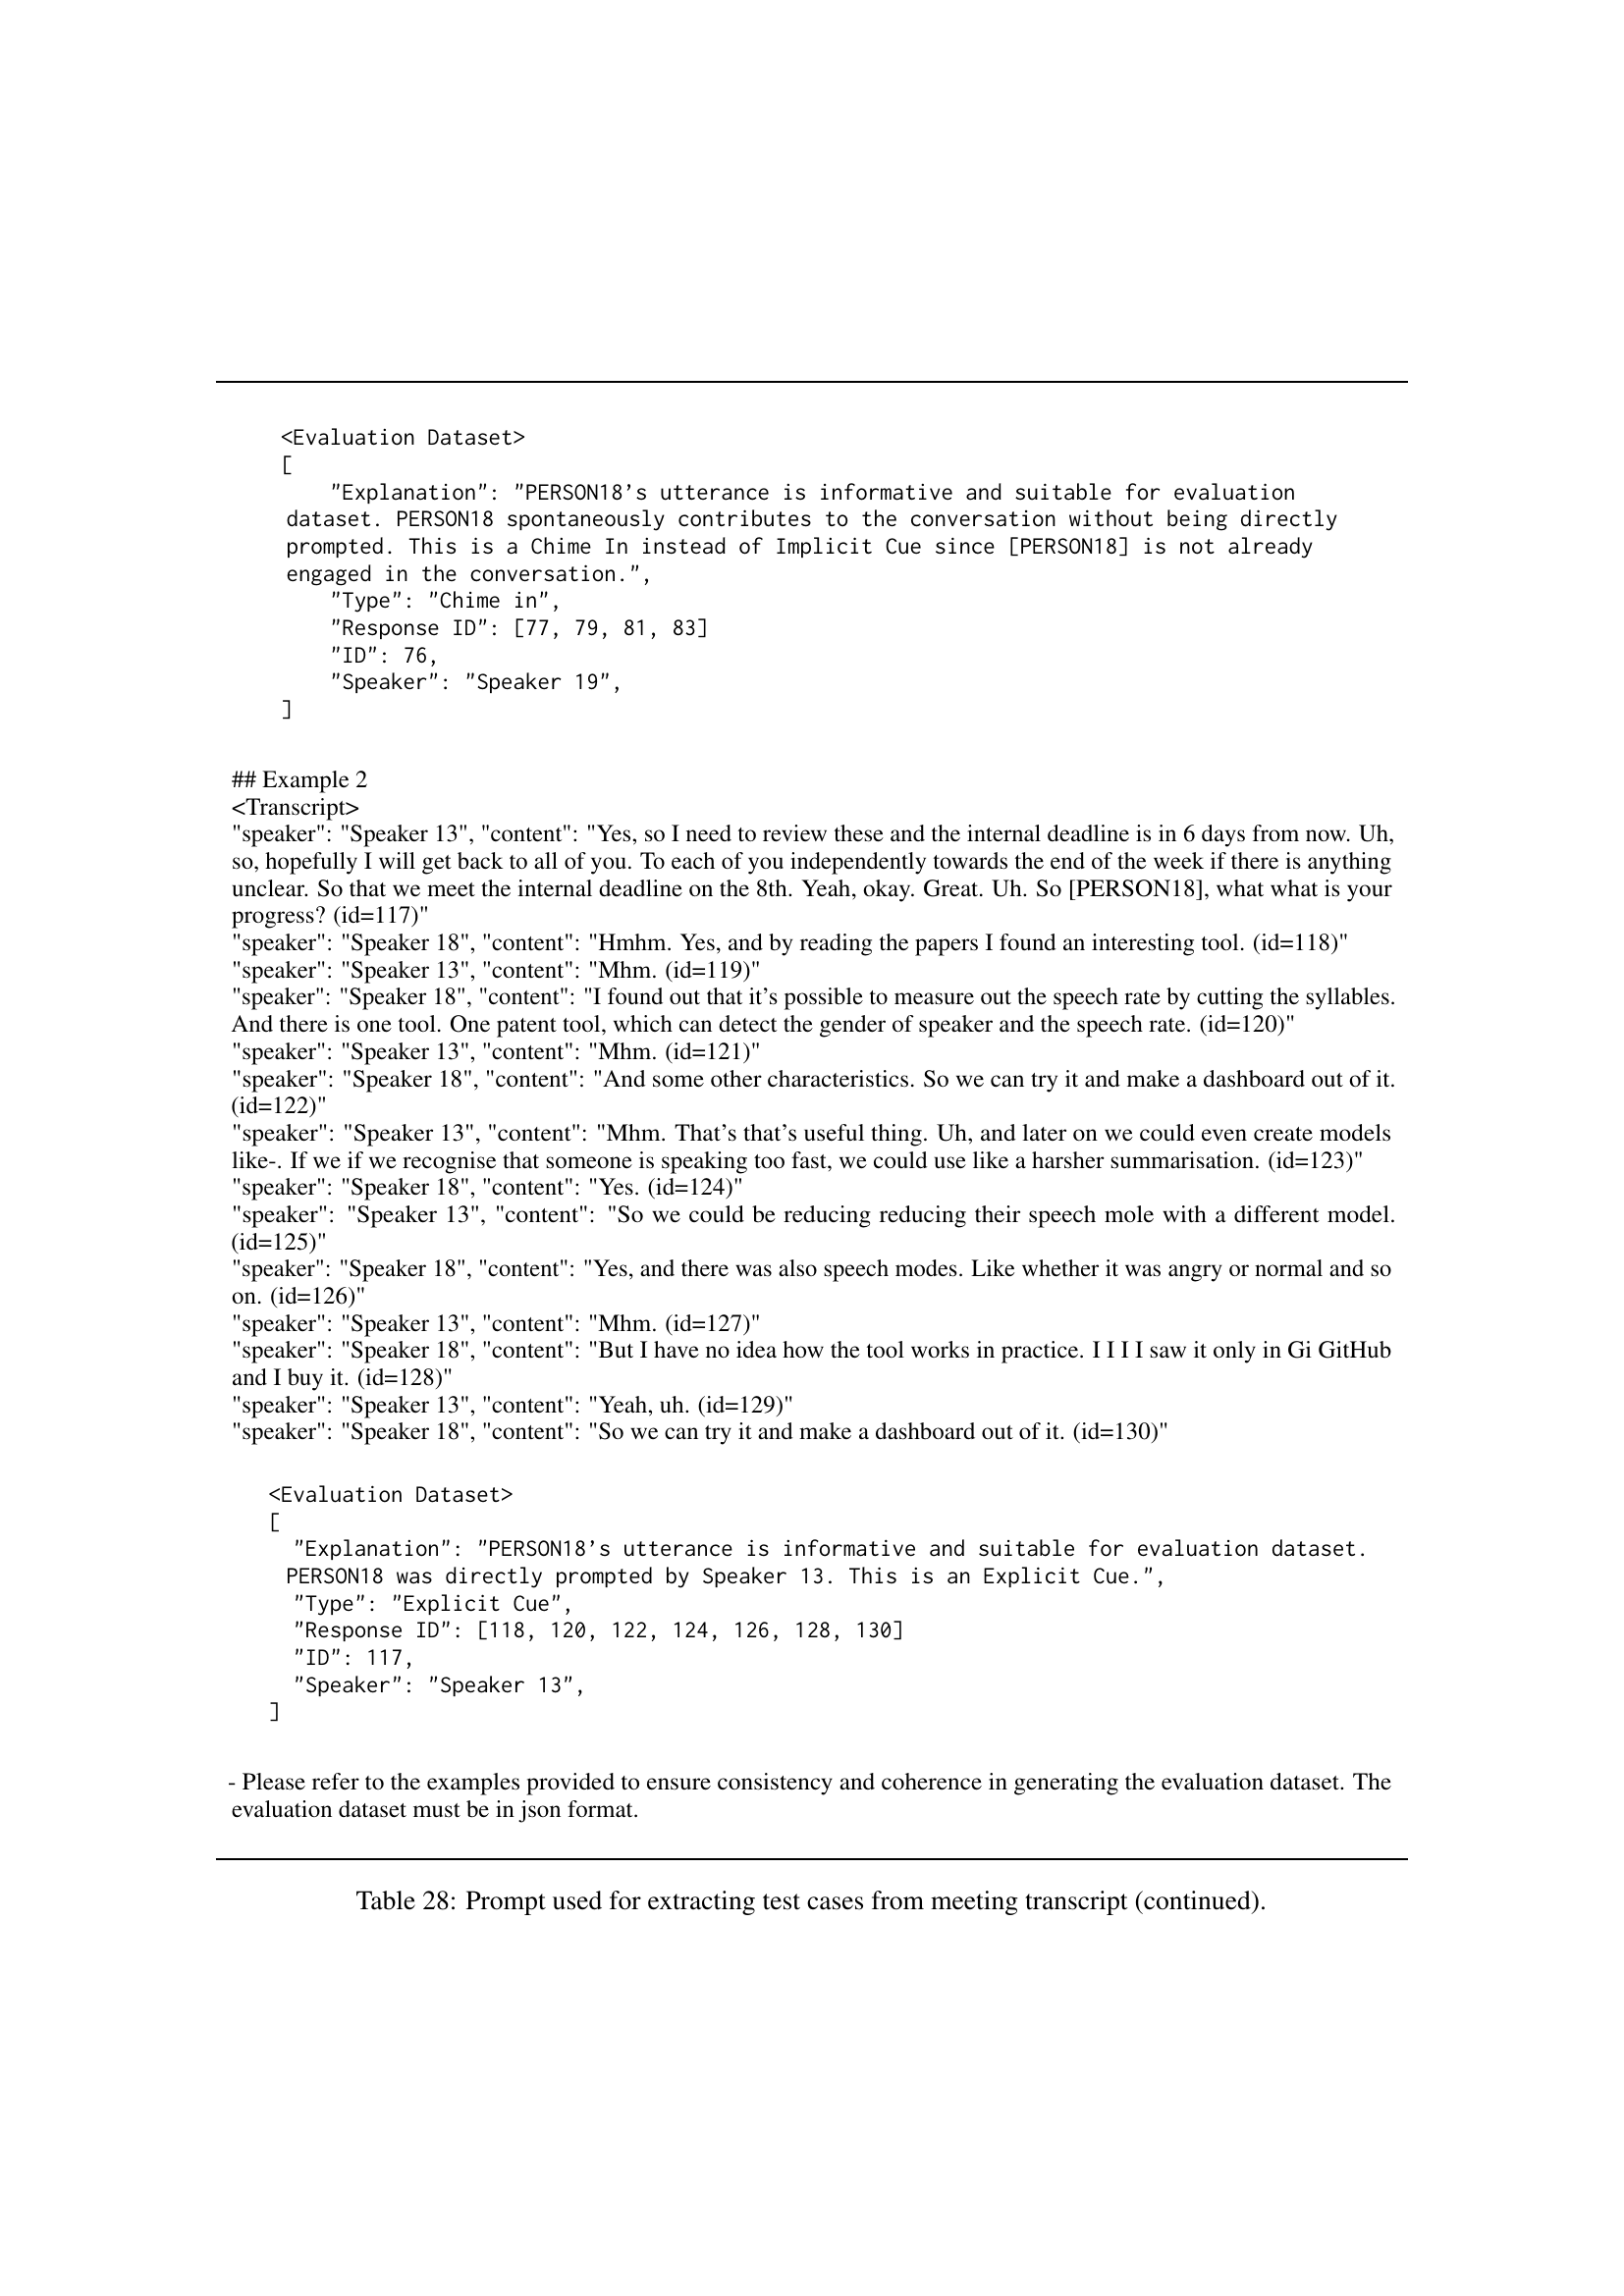 <Evaluation Dataset>
[
"Explanation": "PERSON18's utterance is informative and suitable for evaluation
dataset. PERSON18 spontaneously contributes to the conversation without being directly
prompted. This is a Chime In instead of Implicit Cue since [PERSON18] is not already
engaged in the conversation.",
"Type": "Chime in",
"Response ID": [77, 79, 81, 83]
"ID": 76,
"Speaker": "Speaker 19",
]
## Example 2
<Transcript>
"speaker": "Speaker 13", "content": "Yes, so I need to review these and the internal deadline is in 6 days from now. Uh,
so, hopefully I will get back to all of you. To each of you independently towards the end of the week if there is anything
unclear. So that we meet the internal deadline on the 8th. Yeah, okay. Great. Uh. So [PERSON18], what what is your
progress? (id=117)"
"speaker": "Speaker 18", "content": "Hmhm. Yes, and by reading the papers I found an interesting tool. (id=118)"
"speaker": "Speaker 13", "content": "Mhm. (id=119)"
"speaker": "Speaker 18", "content": "I found out that it's possible to measure out the speech rate by cutting the syllables.
And there is one tool. One patent tool, which can detect the gender of speaker and the speech rate. (id=120)"
"speaker": "Speaker 13", "content": "Mhm. (id=121)"
"speaker": "Speaker 18", "content": "And some other characteristics. So we can try it and make a dashboard out of it.
(id=122)"
"speaker": "Speaker 13", "content": "Mhm. That's that's useful thing. Uh, and later on we could even create models
like-. If we if we recognise that someone is speaking too fast, we could use like a harsher summarisation. (id=123)"
"speaker": "Speaker 18", "content": "Yes. (id=124)"
"speaker": "Speaker 13", "content": "So we could be reducing reducing their speech mole with a different model.
(id=125)"
"speaker": "Speaker 18", "content": "Yes, and there was also speech modes. Like whether it was angry or normal and so
on. (id=126)"
"speaker": "Speaker 13", "content": "Mhm. (id=127)"
"speaker": "Speaker 18", "content": "But I have no idea how the tool works in practice. I I I I saw it only in Gi GitHub
and I buy it. (id=128)"
"speaker": "Speaker 13", "content": "Yeah, uh. (id=129)"
"speaker": "Speaker 18", "content": "So we can try it and make a dashboard out of it. (id=130)"
<Evaluation Dataset>
[
"Explanation": "PERSON18's utterance is informative and suitable for evaluation dataset.
PERSON18 was directly prompted by Speaker 13. This is an Explicit Cue.",
"Type": "Explicit Cue",
"Response ID": [118, 120, 122, 124, 126, 128, 130]
"ID": 117,
"Speaker": "Speaker 13",
]
- Please refer to the examples provided to ensure consistency and coherence in generating the evaluation dataset. The
evaluation dataset must be in json format.
Table 28: Prompt used for extracting test cases from meeting transcript (continued).